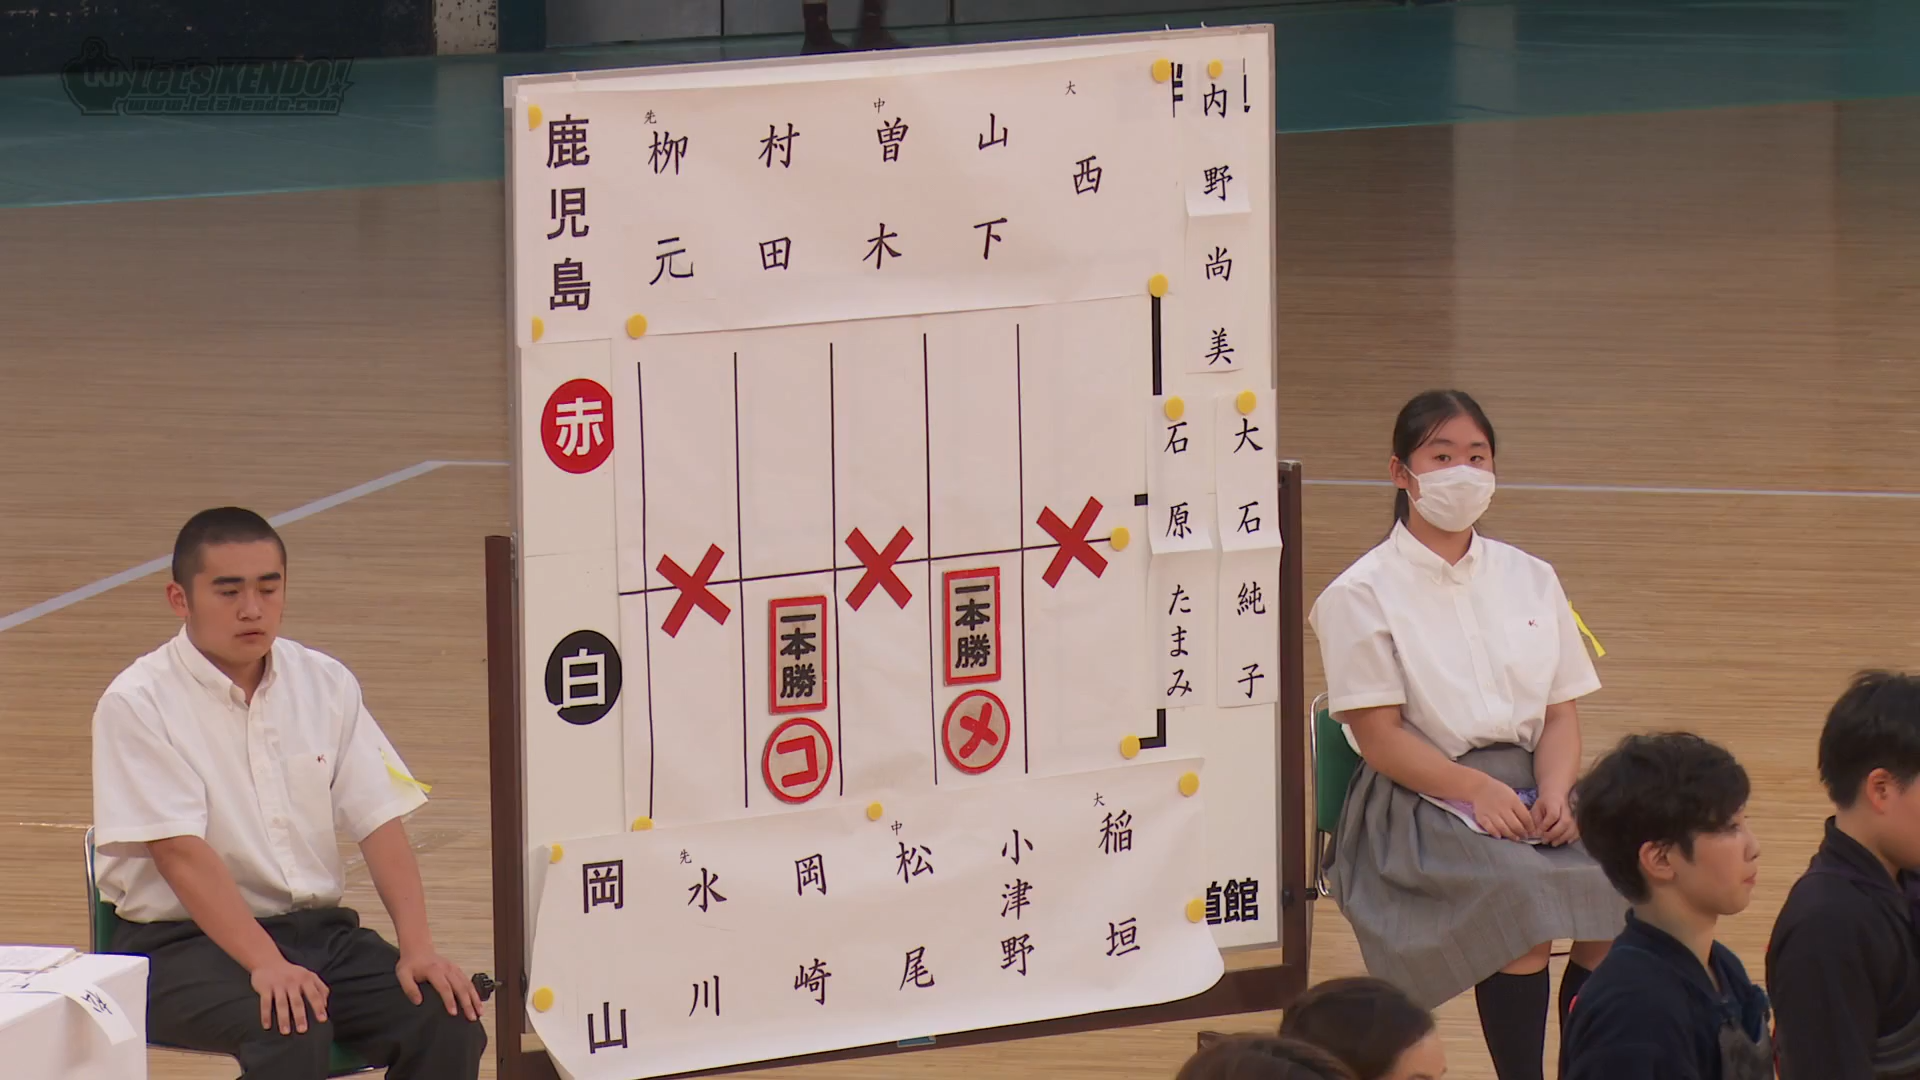 Let's KENDO!
www.letskendo.com
鹿児島
先 柳元
村田
中 曽木
山下
大 西
内野尚美
赤
白
一本勝
コ
一本勝
メ
石原たまみ
大石純子
岡山
先 水川
岡崎
中 松尾
小津野
大 稲垣
道館